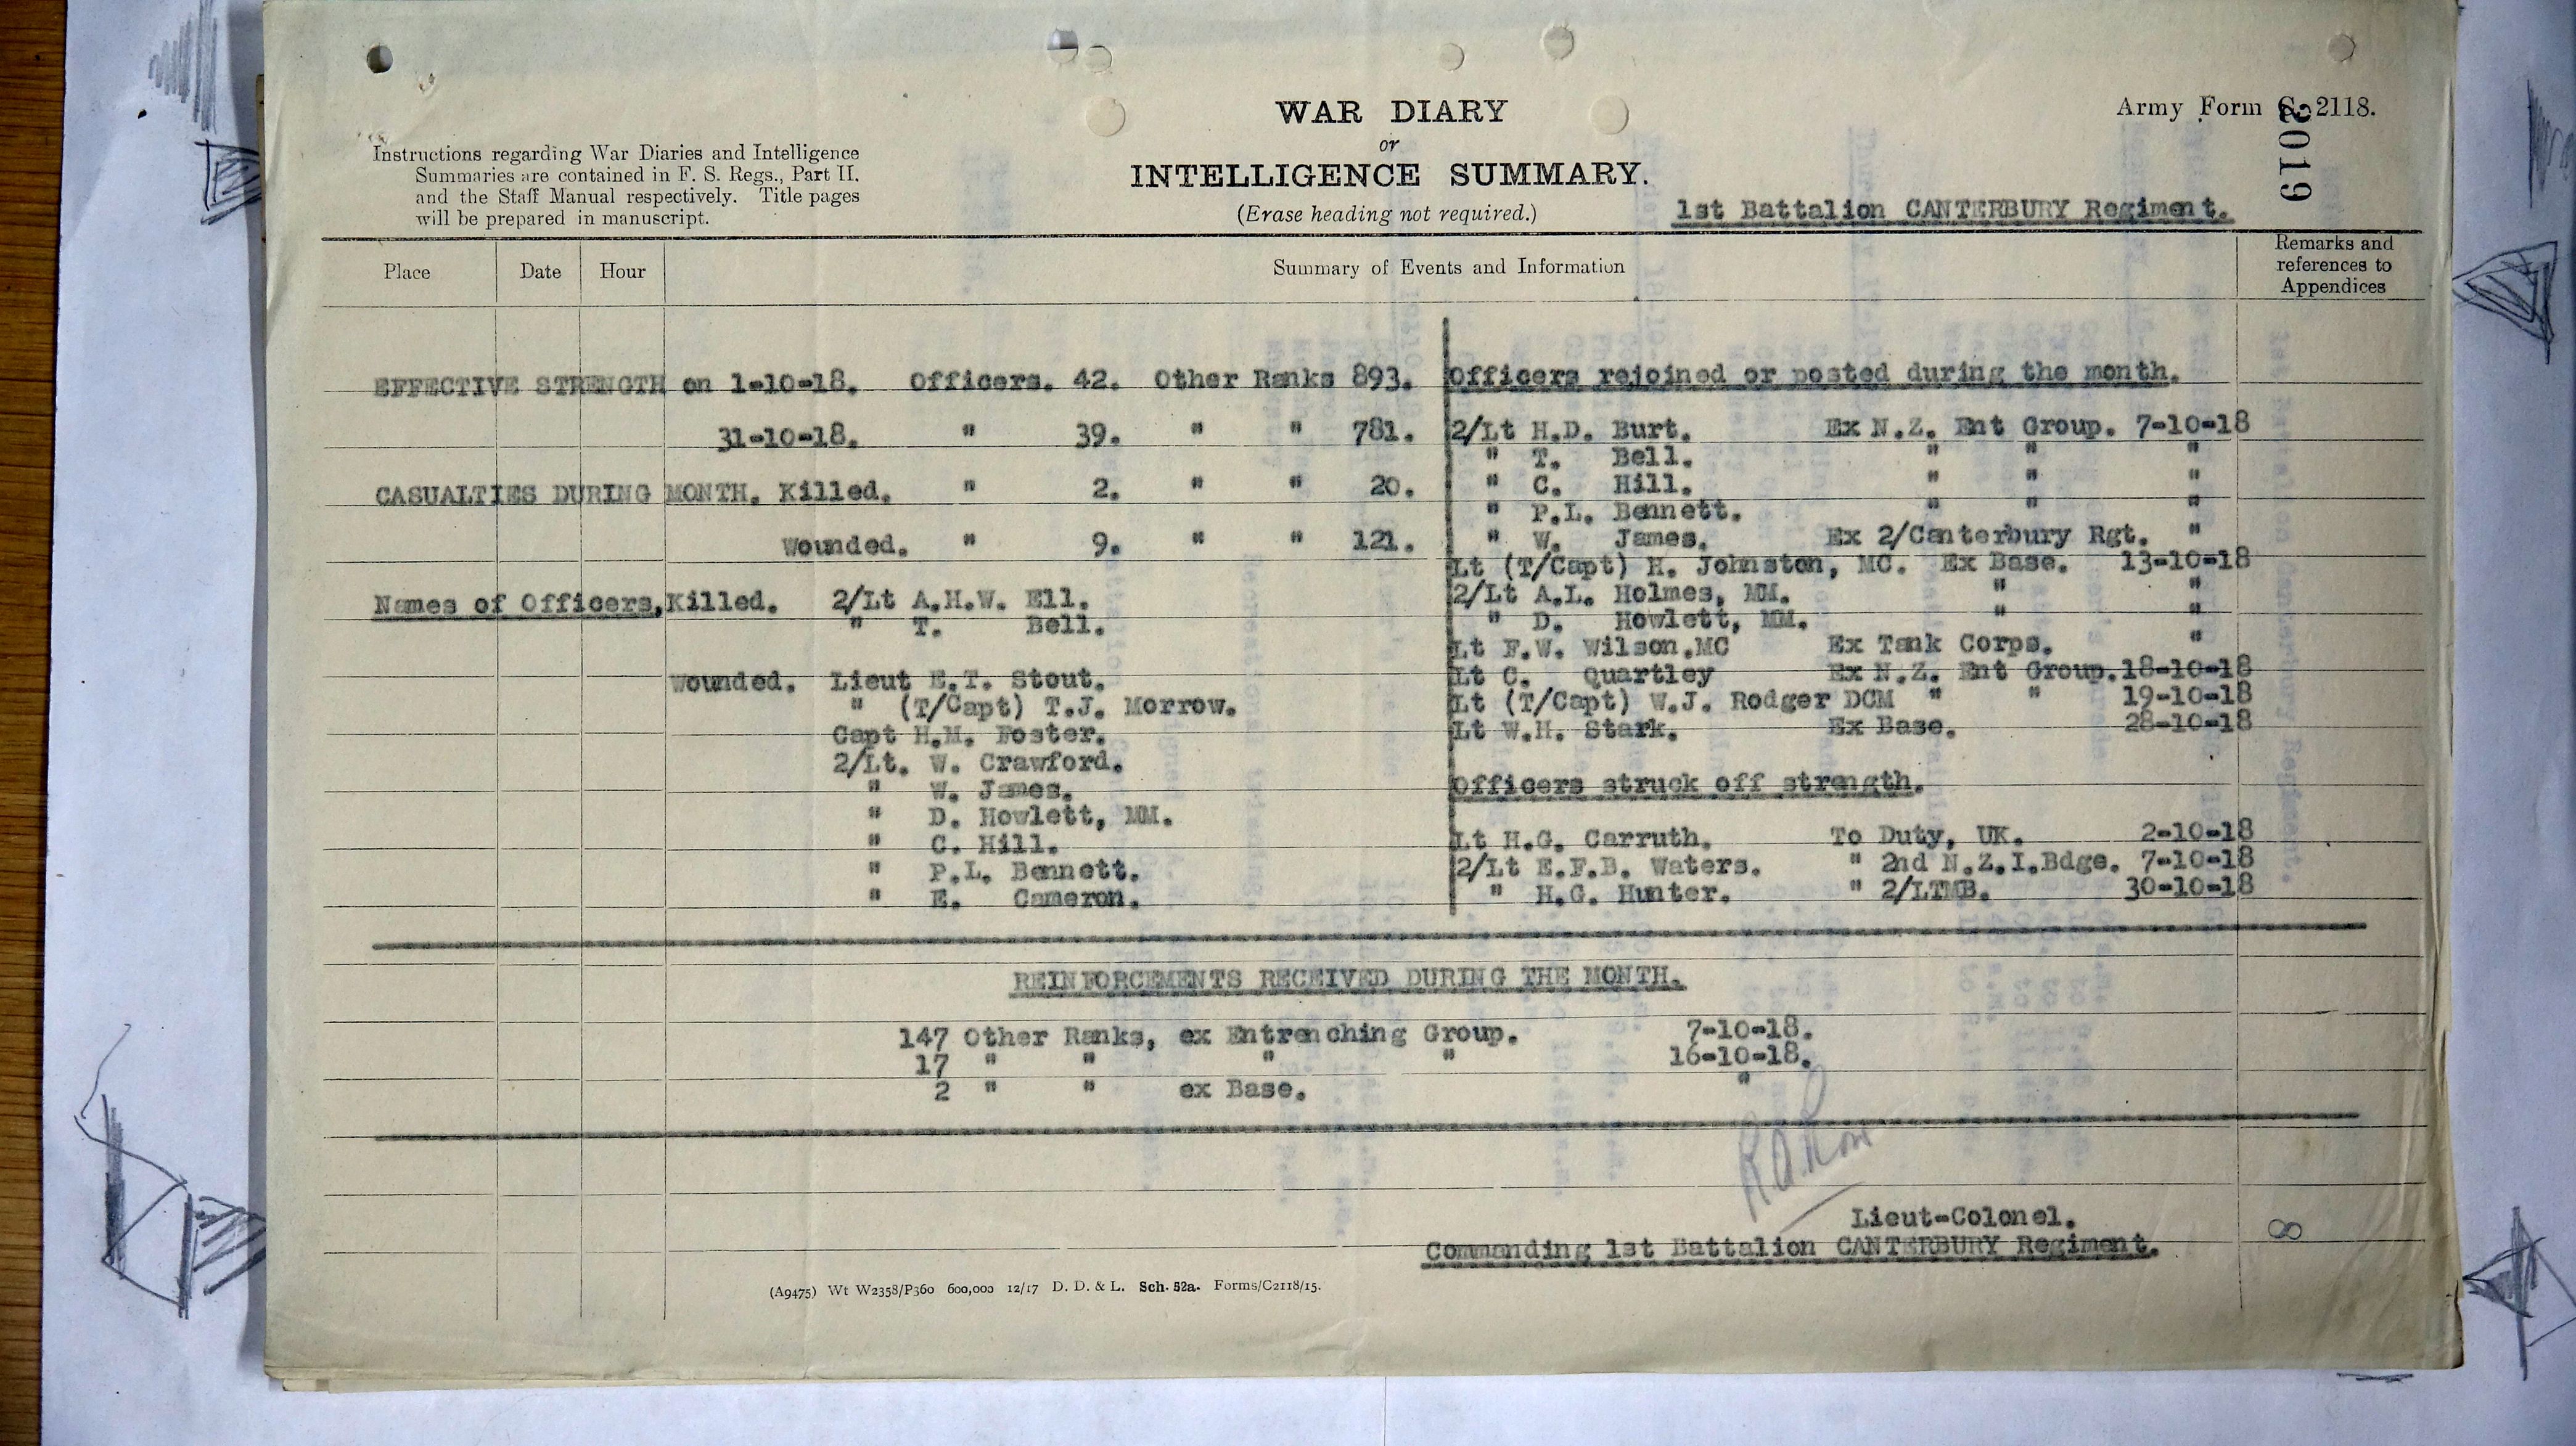 WAR DIARY
or
INTELLIGENCE SUMMARY.
(Erase heading not required.)
Army Form C. 2118.
2019
Instructions regarding War Diaries and Intelligence
Summaries are contained in F. S. Regs., Part II.
and the Staff Manual respectively. Title pages
will be prepared in manuscript.
1st Battalion CANTERBURY Regiment.
Place Date Hour Summary of Events and Information
Remarks and
references to
Appendices
EFFECTIVE STRENGTH on 1-10-18. Officers. 42. Other Ranks 893.
31-10-18. " 39. " " 781.
CASUALTIES DURING MONTH. Killed. " 2. " " 20.
Wounded. " 9. " " 121.
Names of Officers, Killed. 2/Lt A.H.W. Ell.
" T. Bell.
Wounded. Lieut E.T. Stout.
" (T/Capt) T.J. Morrow.
Capt H.M. Foster.
2/Lt. W. Crawford.
" W. James.
" D. Howlett, MM.
" C. Hill.
" P.L. Bennett.
" E. Cameron.
Officers rejoined or posted during the month.
2/Lt H.D. Burt. Ex N.Z. Ent Group. 7-10-18
" T. Bell. " " "
" C. Hill. " " "
" P.L. Bennett. " " "
" W. James. Ex 2/Canterbury Rgt. "
Lt (T/Capt) H. Johnston, MC. Ex Base. 13-10-18
2/Lt A.L. Holmes, MM. " "
" D. Howlett, MM. " "
Lt F.W. Wilson.MC Ex Tank Corps. "
Lt C. Quartley Ex N.Z. Ent Group. 18-10-18
Lt (T/Capt) W.J. Rodger DCM " " 19-10-18
Lt W.H. Stark. Ex Base. 28-10-18
Officers struck off strength.
Lt H.G. Carruth. To Duty, UK. 2-10-18
2/Lt E.F.B. Waters. " 2nd N.Z.I.Bdge. 7-10-18
" H.G. Hunter. " 2/LTMB. 30-10-18
REINFORCEMENTS RECEIVED DURING THE MONTH.
147 Other Ranks, ex Entrenching Group. 7-10-18.
17 " " " " 16-10-18.
2 " " ex Base. "
Lieut-Colonel.
Commanding 1st Battalion CANTERBURY Regiment.
8
(A9475) Wt W2358/P360 600,000 12/17 D. D. & L. Sch. 52a. Forms/C2118/15.